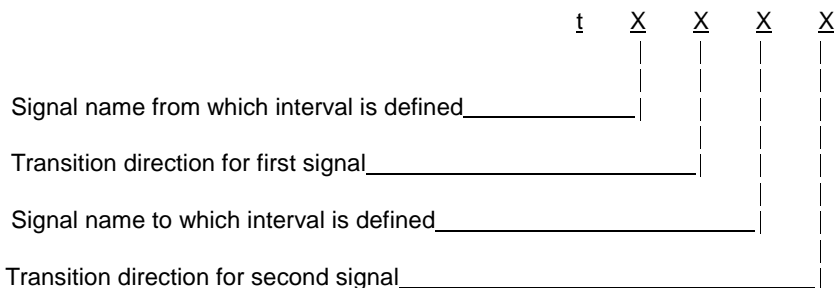 t X X X X
Signal name from which interval is defined
Transition direction for first signal
Signal name to which interval is defined
Transition direction for second signal